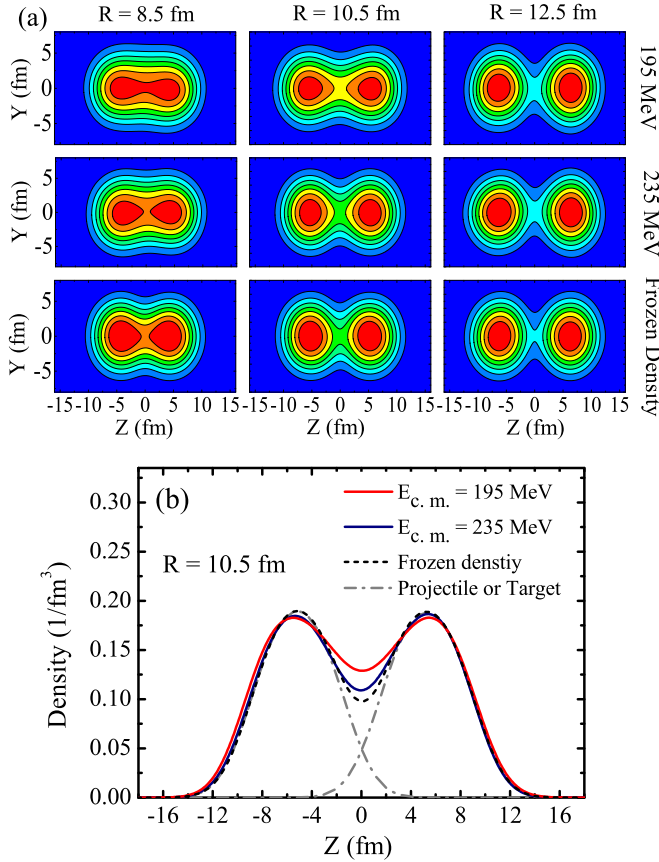 (a)
R = 8.5 fm R = 10.5 fm R = 12.5 fm
Y (fm)
5
0
-5
195 MeV
Y (fm)
5
0
-5
235 MeV
Y (fm)
5
0
-5
Frozen Density
-15 -10 -5 0 5 10 15 -10 -5 0 5 10 15 -10 -5 0 5 10 15
Z (fm) Z (fm) Z (fm)
(b)
E c. m. = 195 MeV
E c. m. = 235 MeV
Frozen denstiy
Projectile or Target
R = 10.5 fm
Density (1/fm³)
0.30
0.25
0.20
0.15
0.10
0.05
0.00
-16 -12 -8 -4 0 4 8 12 16
Z (fm)